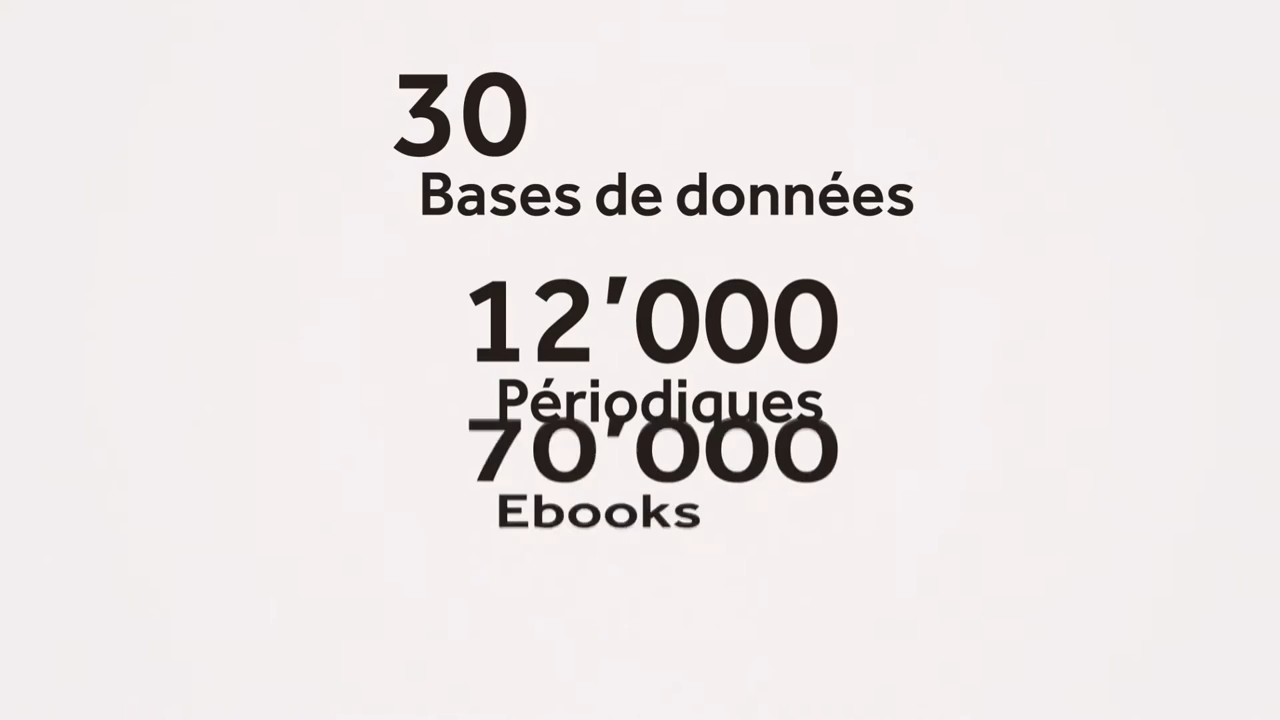 30
Bases de données
12’000
Périodiques
70’000
Ebooks